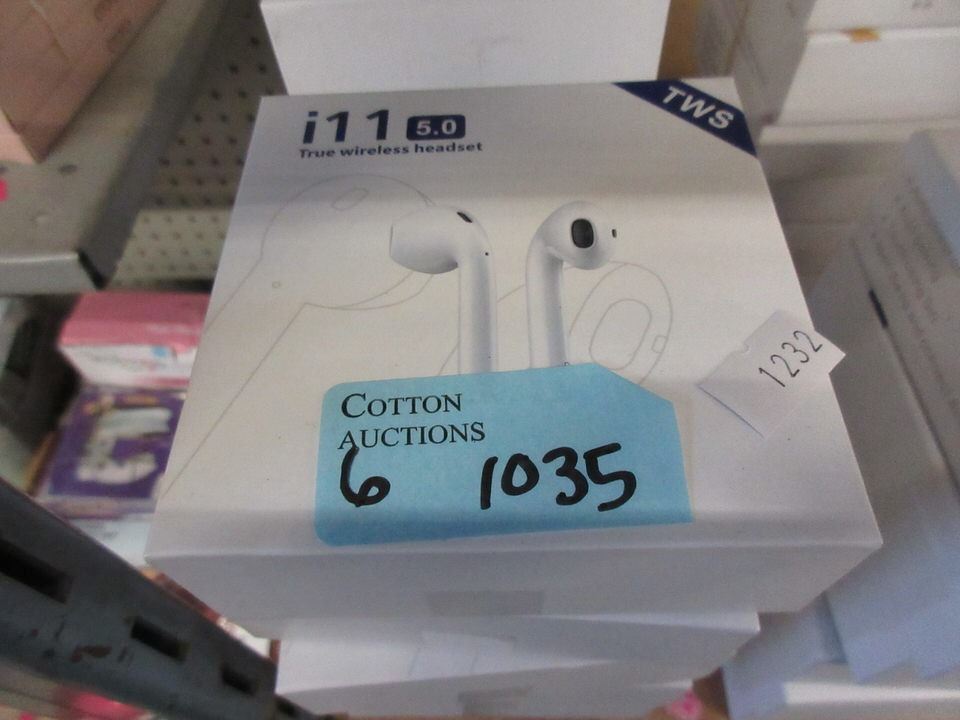 i11 5.0
TWS
True wireless headset
1232
COTTON
AUCTIONS
6 1035